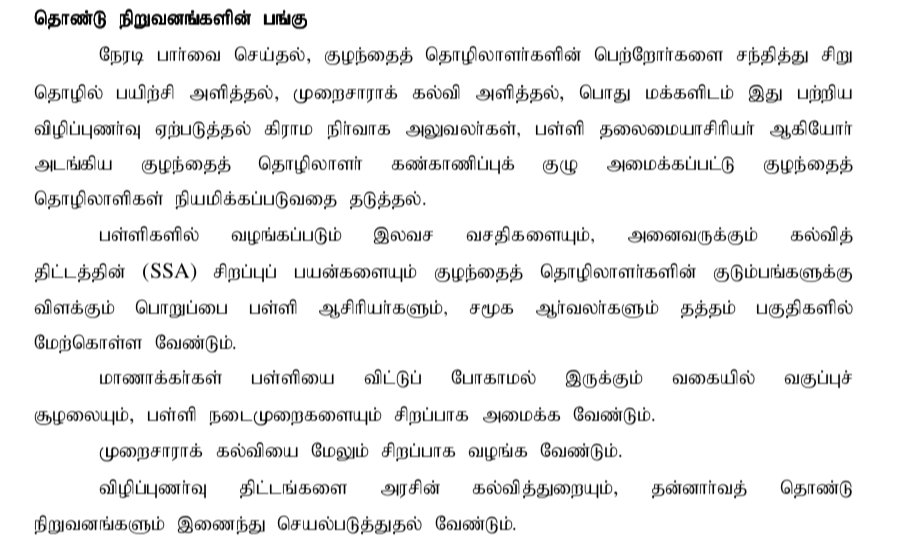 தொண்டு நிறுவனங்களின் பங்கு
நேரடி பார்வை செய்தல், குழந்தைத் தொழிலாளர்களின் பெற்றோர்களை சந்தித்து சிறு
தொழில் பயிற்சி அளித்தல், முறைசாராக் கல்வி அளித்தல், பொது மக்களிடம் இது பற்றிய
விழிப்புணர்வு ஏற்படுத்தல் கிராம நிர்வாக அலுவலர்கள், பள்ளி தலைமையாசிரியர் ஆகியோர்
அடங்கிய குழந்தைத் தொழிலாளர் கண்காணிப்புக் குழு அமைக்கப்பட்டு குழந்தைத்
தொழிலாளிகள் நியமிக்கப்படுவதை தடுத்தல்.
பள்ளிகளில் வழங்கப்படும் இலவச வசதிகளையும், அனைவருக்கும் கல்வித்
திட்டத்தின் (SSA) சிறப்புப் பயன்களையும் குழந்தைத் தொழிலாளர்களின் குடும்பங்களுக்கு
விளக்கும் பொறுப்பை பள்ளி ஆசிரியர்களும், சமூக ஆர்வலர்களும் தத்தம் பகுதிகளில்
மேற்கொள்ள வேண்டும்.
மாணாக்கர்கள் பள்ளியை விட்டுப் போகாமல் இருக்கும் வகையில் வகுப்புச்
சூழலையும், பள்ளி நடைமுறைகளையும் சிறப்பாக அமைக்க வேண்டும்.
முறைசாராக் கல்வியை மேலும் சிறப்பாக வழங்க வேண்டும்.
விழிப்புணர்வு திட்டங்களை அரசின் கல்வித்துறையும், தன்னார்வத் தொண்டு
நிறுவனங்களும் இணைந்து செயல்படுத்துதல் வேண்டும்.